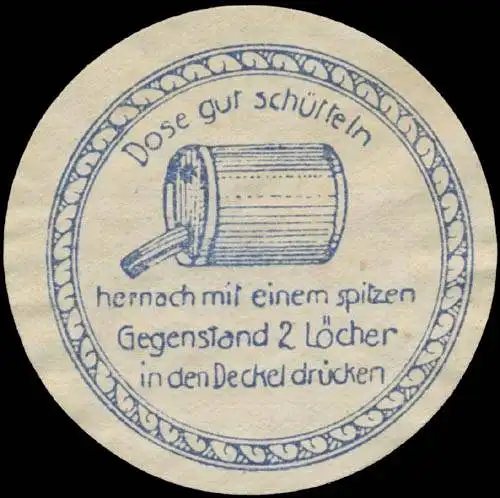 Dose gut schütteln
hernach mit einem spitzen
Gegenstand 2 Löcher
in den Deckel drücken